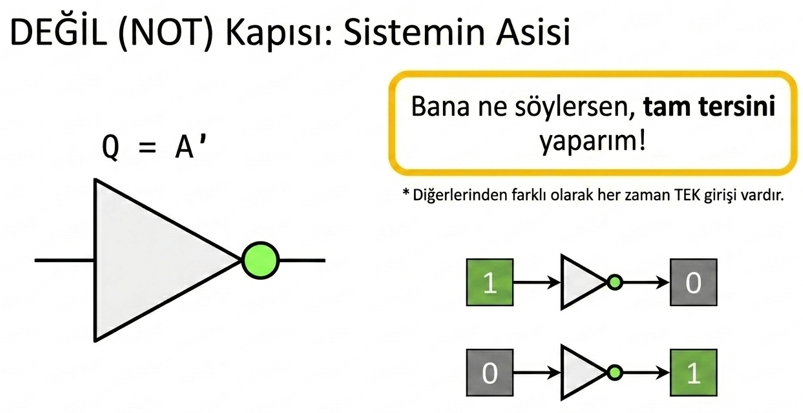 DEĞİL (NOT) Kapısı: Sistemin Asisi
Q = A'
Bana ne söylersen, tam tersini
yaparım!
* Diğerlerinden farklı olarak her zaman TEK girişi vardır.
1 0
0 1